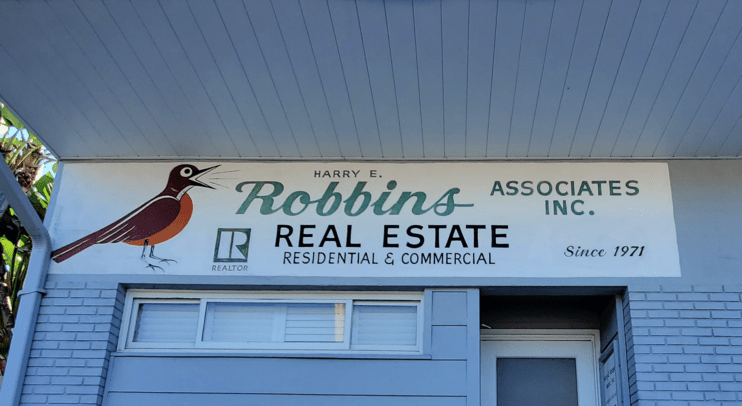 HARRY E.
Robbins
ASSOCIATES
INC.
REAL ESTATE
RESIDENTIAL & COMMERCIAL
Since 1971
R
REALTOR